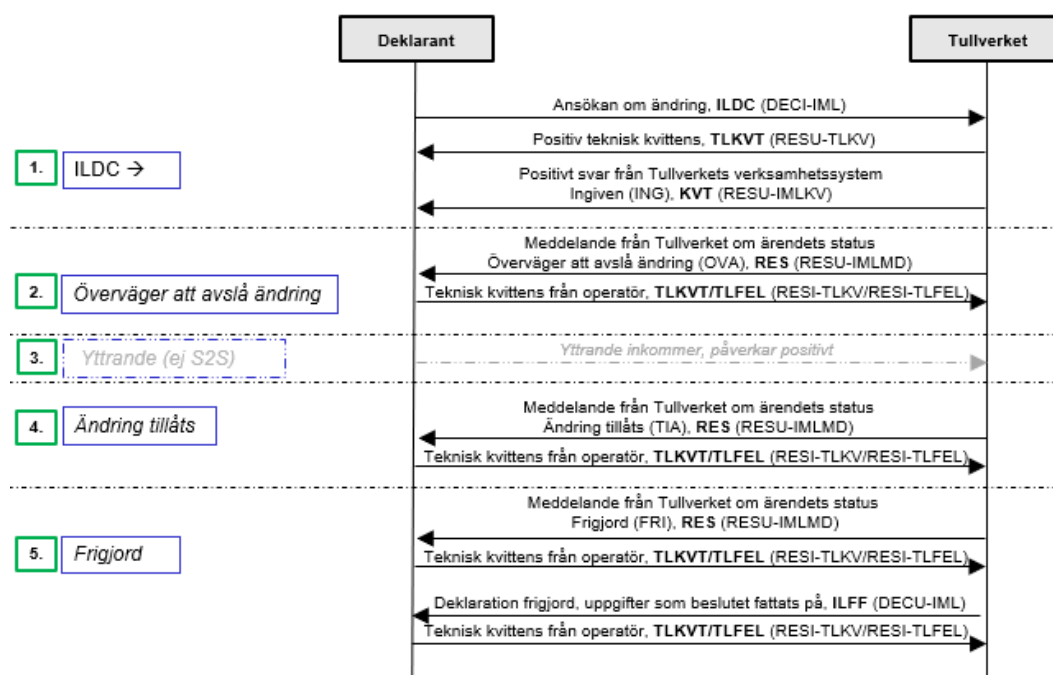 Deklarant
Tullverket
Ansökan om ändring, ILDC (DECI-IML)
Positiv teknisk kvittens, TLKVT (RESU-TLKV)
1.
ILDC →
Positivt svar från Tullverkets verksamhetssystem
Ingiven (ING), KVT (RESU-IMLKV)
Meddelande från Tullverket om ärendets status
Överväger att avslå ändring (OVA), RES (RESU-IMLMD)
2.
Överväger att avslå ändring
Teknisk kvittens från operatör, TLKVT/TLFEL (RESI-TLKV/RESI-TLFEL)
3.
Yttrande (ej S2S)
Yttrande inkommer, påverkar positivt
Meddelande från Tullverket om ärendets status
4.
Ändring tillåts
Ändring tillåts (TIA), RES (RESU-IMLMD)
Teknisk kvittens från operatör, TLKVT/TLFEL (RESI-TLKV/RESI-TLFEL)
Meddelande från Tullverket om ärendets status
Frigjord (FRI), RES (RESU-IMLMD)
5.
Frigjord
Teknisk kvittens från operatör, TLKVT/TLFEL (RESI-TLKV/RESI-TLFEL)
Deklaration frigjord, uppgifter som beslutet fattats på, ILFF (DECU-IML)
Teknisk kvittens från operatör, TLKVT/TLFEL (RESI-TLKV/RESI-TLFEL)